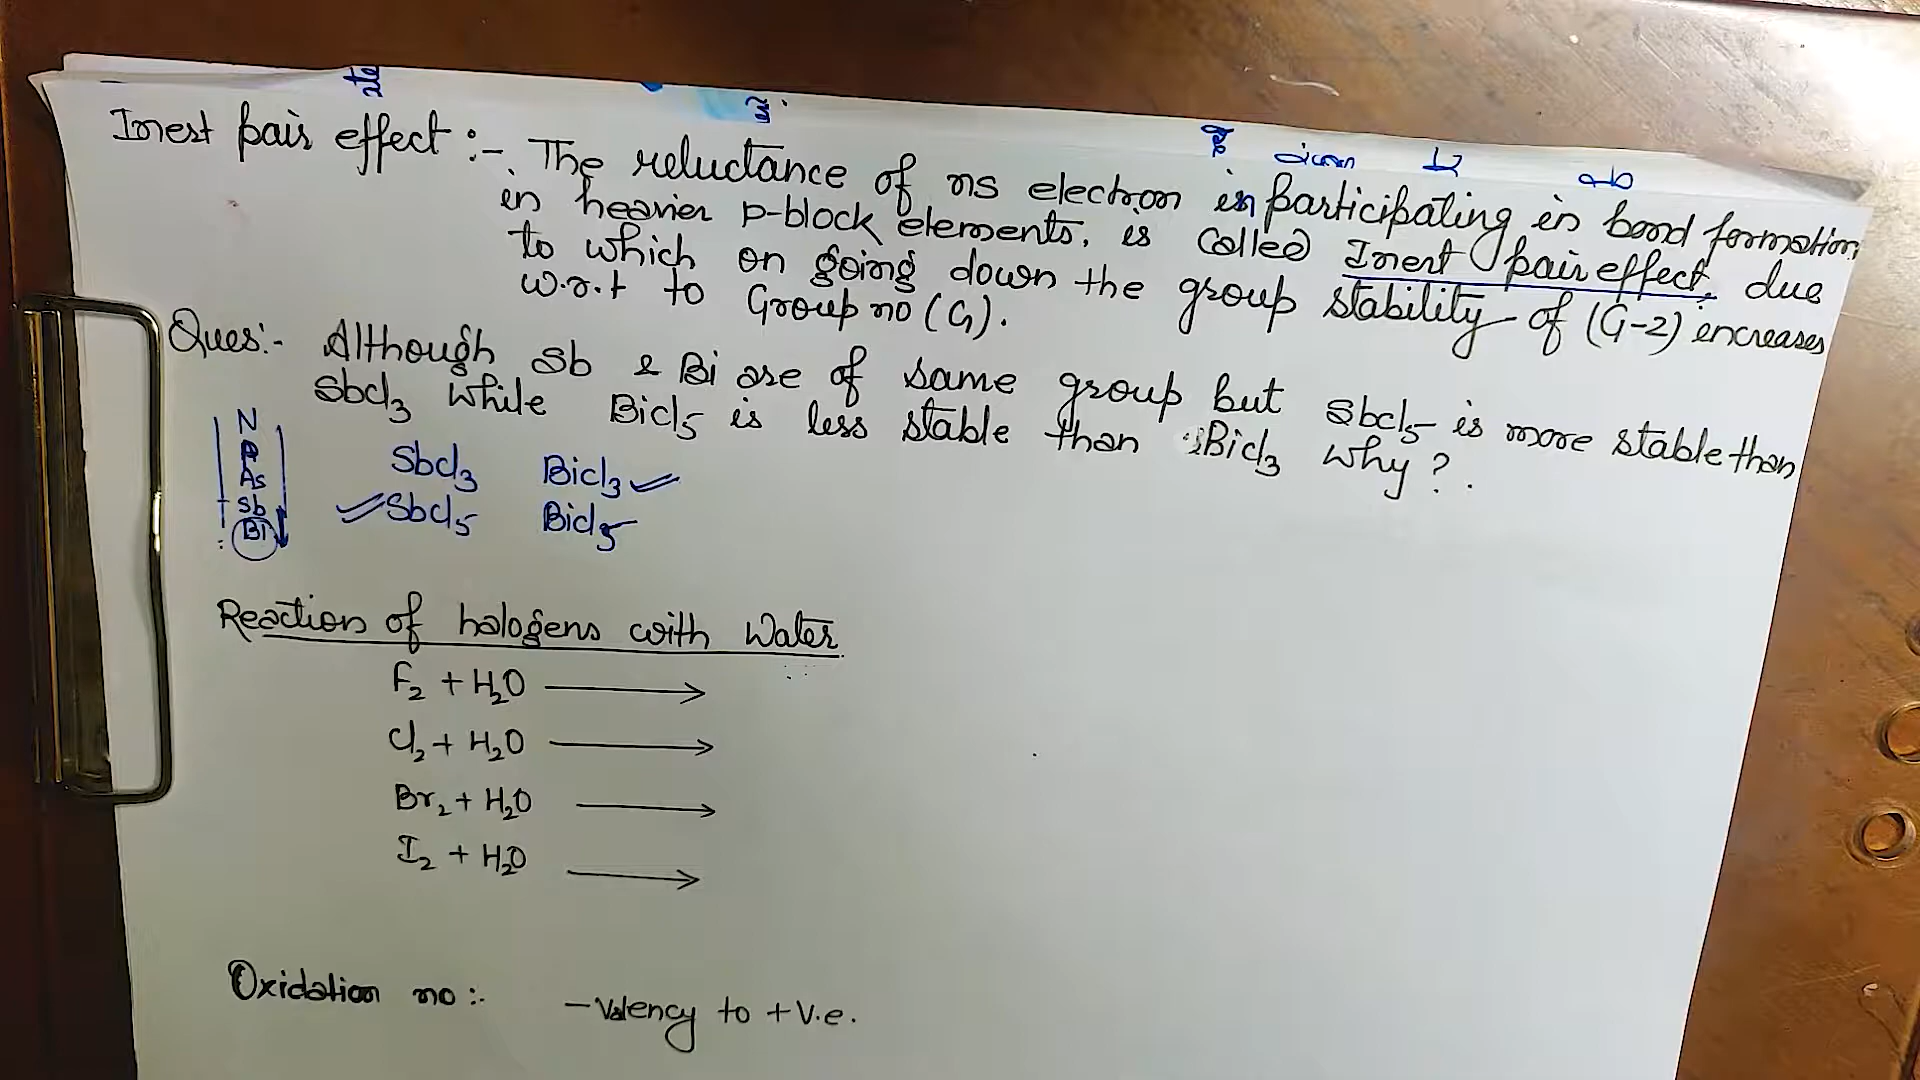 Inert pair effect :- The reluctance of ns electron in participating in bond formation
in heavier p-block elements, is called Inert pair effect, due
to which on going down the group stability of (G-2) increases
w.r.t to Group no (G).
Ques:- Although Sb & Bi are of same group but Sbcl5 is more stable than
Sbcl3 while Bicl5 is less stable than Bicl3 why?.
N
P
As
Sb
Bi
Sbcl3 Bicl3
Sbcl5 Bicl5
Reaction of halogens with Water
F2 + H2O ⟶
Cl2 + H2O ⟶
Br2 + H2O ⟶
I2 + H2O ⟶
Oxidation no :- - Valency to + V.e.